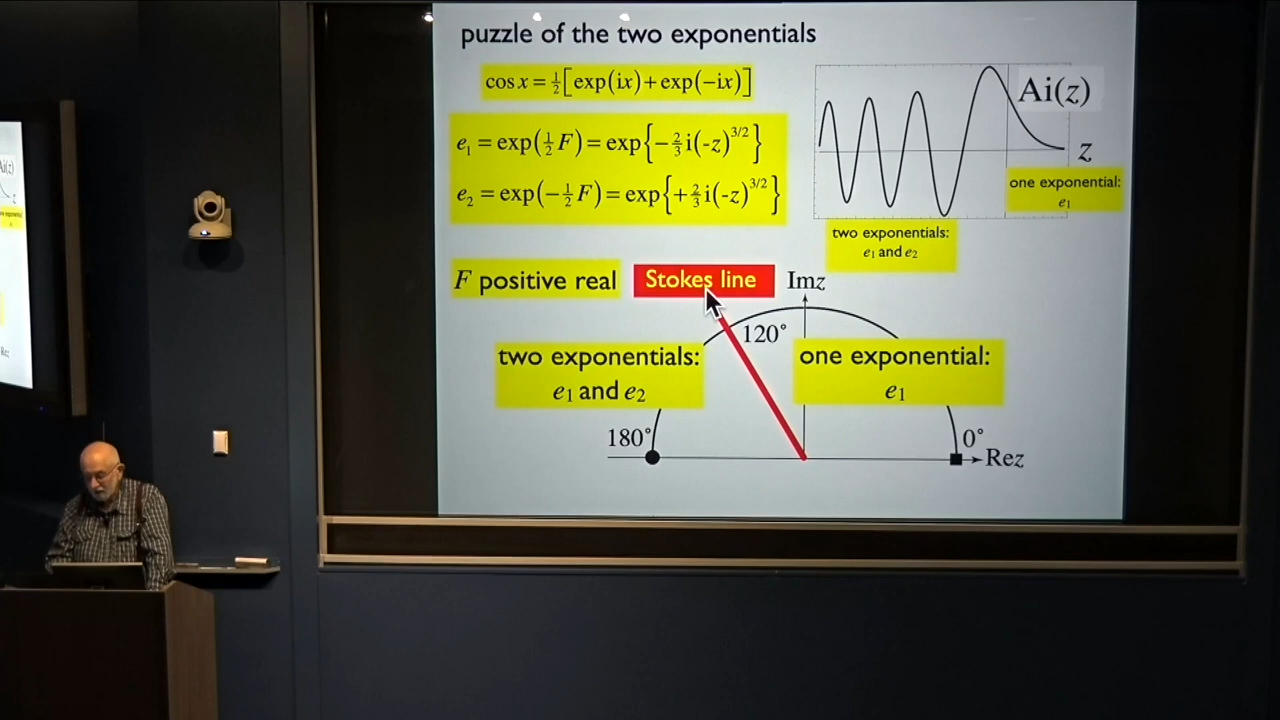 puzzle of the two exponentials
cos x = ½[exp(ix)+exp(−ix)]
e₁ = exp(½F) = exp{−⅔i(-z)^{3/2}}
e₂ = exp(−½F) = exp{+⅔i(-z)^{3/2}}
Ai(z)
z
one exponential:
e₁
two exponentials:
e₁ and e₂
F positive real
Stokes line
Imz
120°
two exponentials:
e₁ and e₂
one exponential:
e₁
180°
0°
Rez